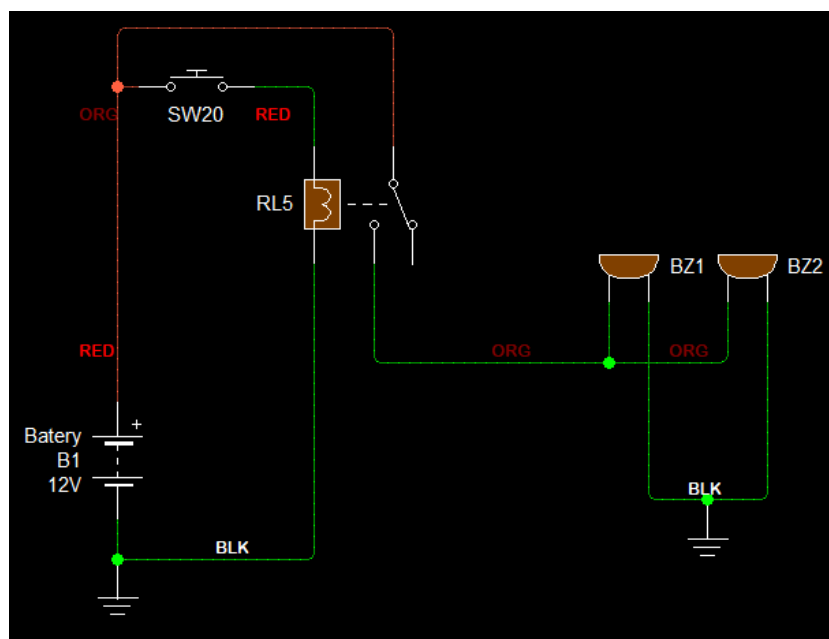 ORG
SW20
RED
RL5
BZ1
BZ2
RED
ORG
ORG
+
Batery
B1
12V
BLK
BLK